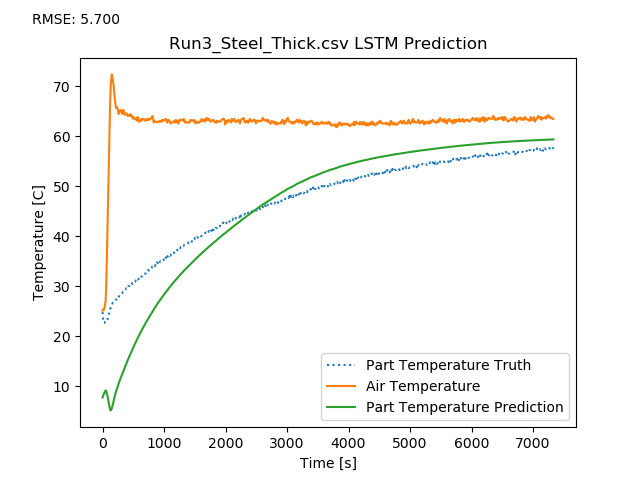 RMSE: 5.700
Run3_Steel_Thick.csv LSTM Prediction
Temperature [C]
70
60
50
40
30
20
10
Part Temperature Truth
Air Temperature
Part Temperature Prediction
0 1000 2000 3000 4000 5000 6000 7000
Time [s]